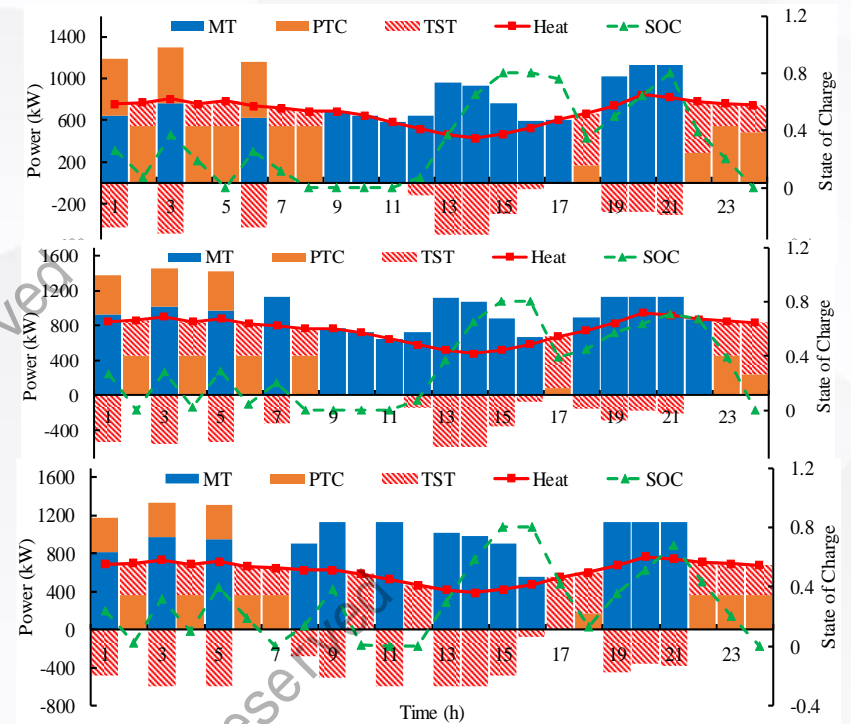 MT PTC TST Heat SOC
1400
1000
600
200
-200
Power (kW)
1.2
0.8
0.4
0
State of Charge
1 3 5 7 9 11 13 15 17 19 21 23
MT PTC TST Heat SOC
1600
1200
800
400
0
-400
Power (kW)
1.2
0.8
0.4
0
State of Charge
1 3 5 7 9 11 13 15 17 19 21 23
MT PTC TST Heat SOC
1600
1200
800
400
0
-400
-800
Power (kW)
1.2
0.8
0.4
0
-0.4
State of Charge
1 3 5 7 9 11 13 15 17 19 21 23
Time (h)